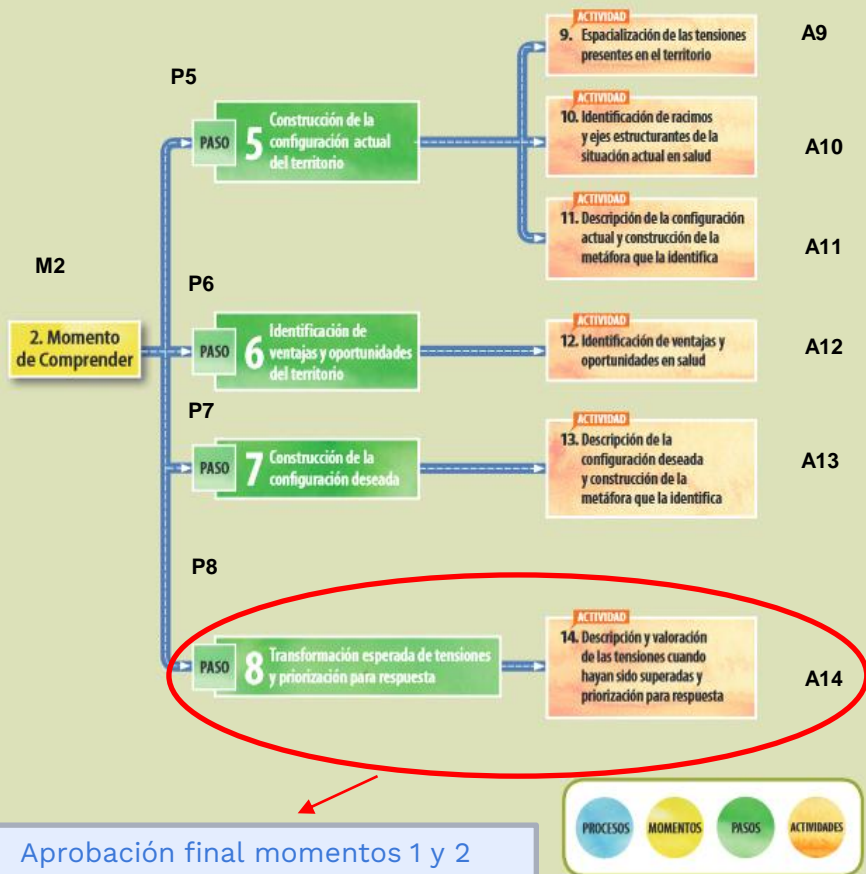 ACTIVIDAD
9. Espacialización de las tensiones
presentes en el territorio
A9
P5
PASO
5
Construcción de la
configuración actual
del territorio
ACTIVIDAD
10. Identificación de racimos
y ejes estructurantes de la
situación actual en salud
A10
ACTIVIDAD
11. Descripción de la configuración
actual y construcción de la
metáfora que la identifica
A11
M2
2. Momento
de Comprender
P6
PASO
6
Identificación de
ventajas y oportunidades
del territorio
ACTIVIDAD
12. Identificación de ventajas y
oportunidades en salud
A12
P7
PASO
7
Construcción de la
configuración deseada
ACTIVIDAD
13. Descripción de la
configuración deseada
y construcción de la
metáfora que la identifica
A13
P8
PASO
8
Transformación esperada de tensiones
y priorización para respuesta
ACTIVIDAD
14. Descripción y valoración
de las tensiones cuando
hayan sido superadas y
priorización para respuesta
A14
Aprobación final momentos 1 y 2
PROCESOS
MOMENTOS
PASOS
ACTIVIDADES